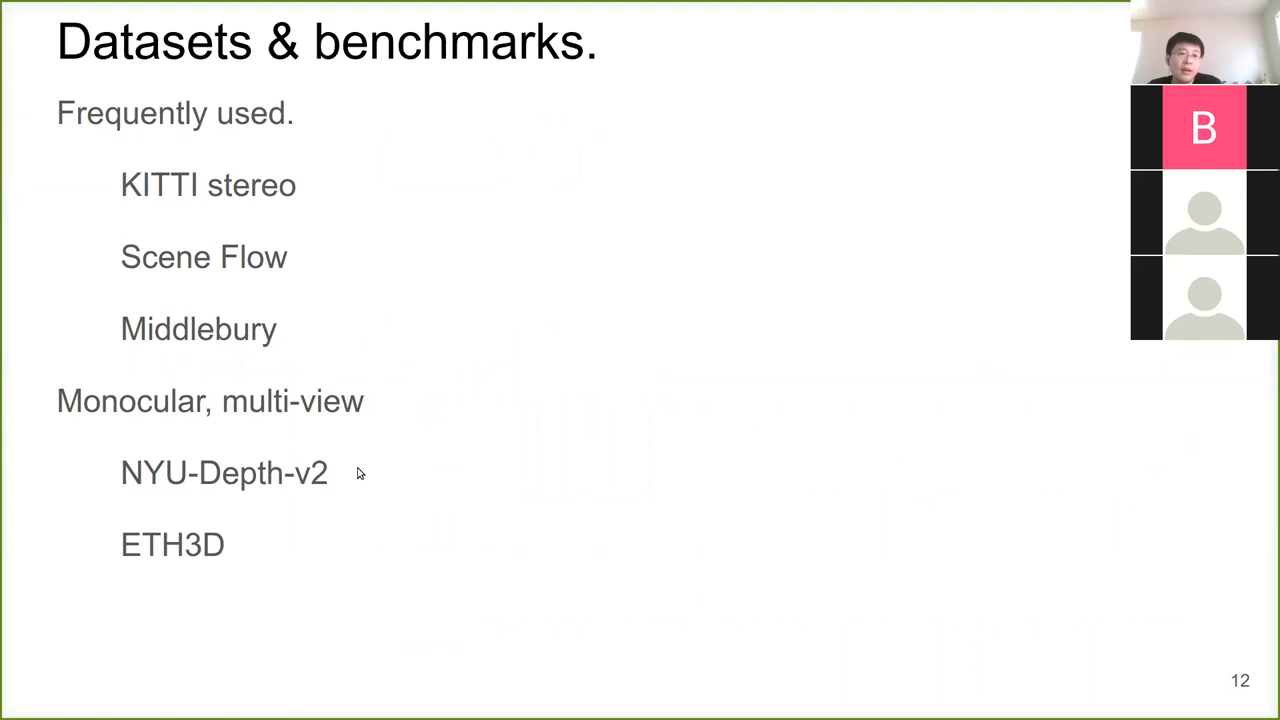 Datasets & benchmarks.
Frequently used.
KITTI stereo
Scene Flow
Middlebury
Monocular, multi-view
NYU-Depth-v2
ETH3D
12
B